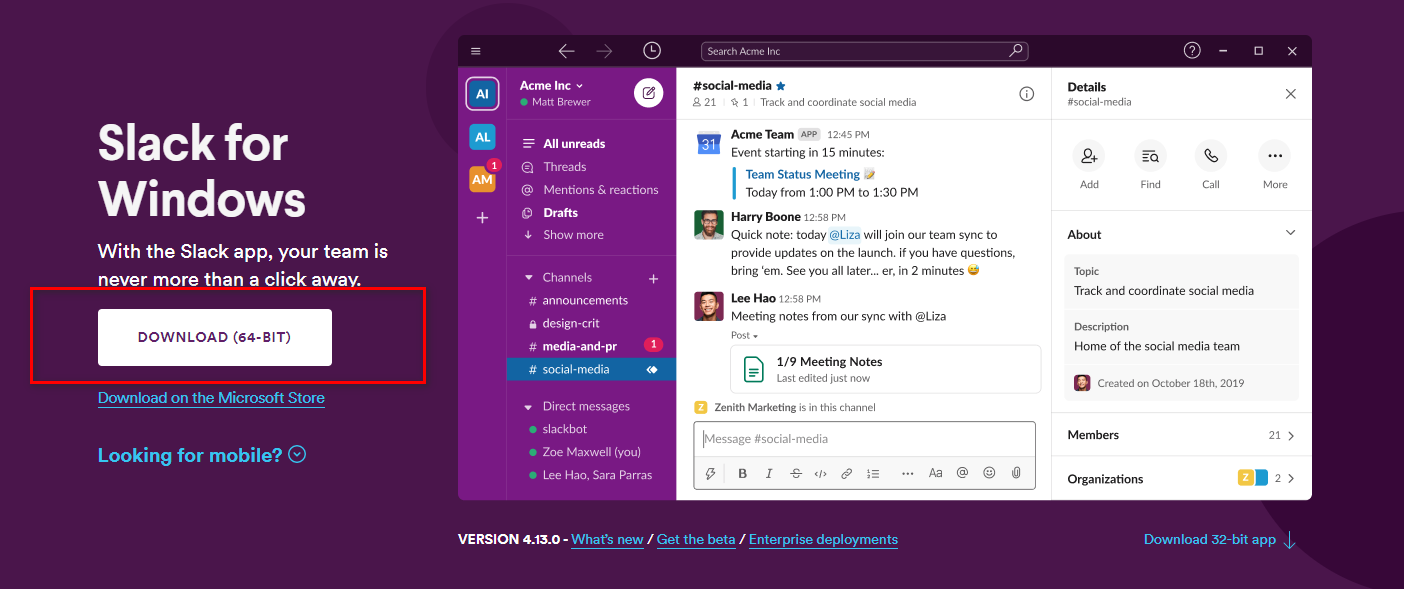 Slack for
Windows
With the Slack app, your team is
never more than a click away.
DOWNLOAD (64-BIT)
Download on the Microsoft Store
Looking for mobile?
Search Acme Inc
AI
AL
AM
1
Acme Inc
Matt Brewer
All unreads
Threads
Mentions & reactions
Drafts
Show more
Channels
# announcements
design-crit
# media-and-pr 1
# social-media
Direct messages
slackbot
Zoe Maxwell (you)
Lee Hao, Sara Parras
#social-media
21 | 1 | Track and coordinate social media
31
Acme Team APP 12:45 PM
Event starting in 15 minutes:
Team Status Meeting
Today from 1:00 PM to 1:30 PM
Harry Boone 12:58 PM
Quick note: today @Liza will join our team sync to
provide updates on the launch. if you have questions,
bring 'em. See you all later... er, in 2 minutes 😅
Lee Hao 12:58 PM
Meeting notes from our sync with @Liza
Post
1/9 Meeting Notes
Last edited just now
Z Zenith Marketing is in this channel
Message #social-media
B I S </> Aa @
Details
#social-media
Add Find Call More
About
Topic
Track and coordinate social media
Description
Home of the social media team
Created on October 18th, 2019
Members 21
Organizations Z 2
VERSION 4.13.0 - What's new / Get the beta / Enterprise deployments
Download 32-bit app